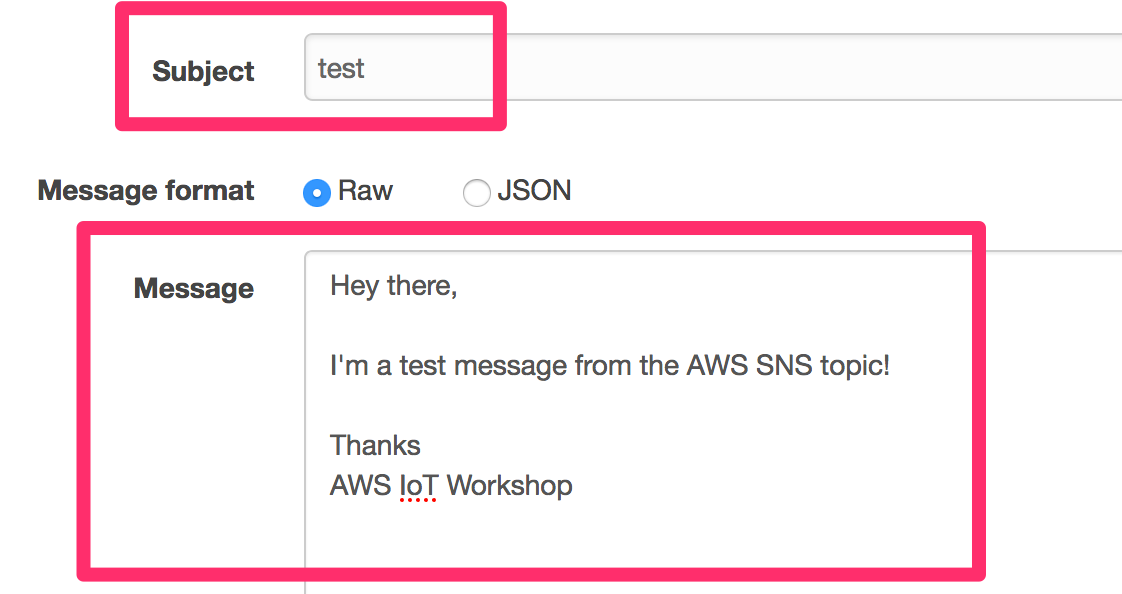 Subject test
Message format Raw JSON
Message Hey there,
I'm a test message from the AWS SNS topic!
Thanks
AWS IoT Workshop